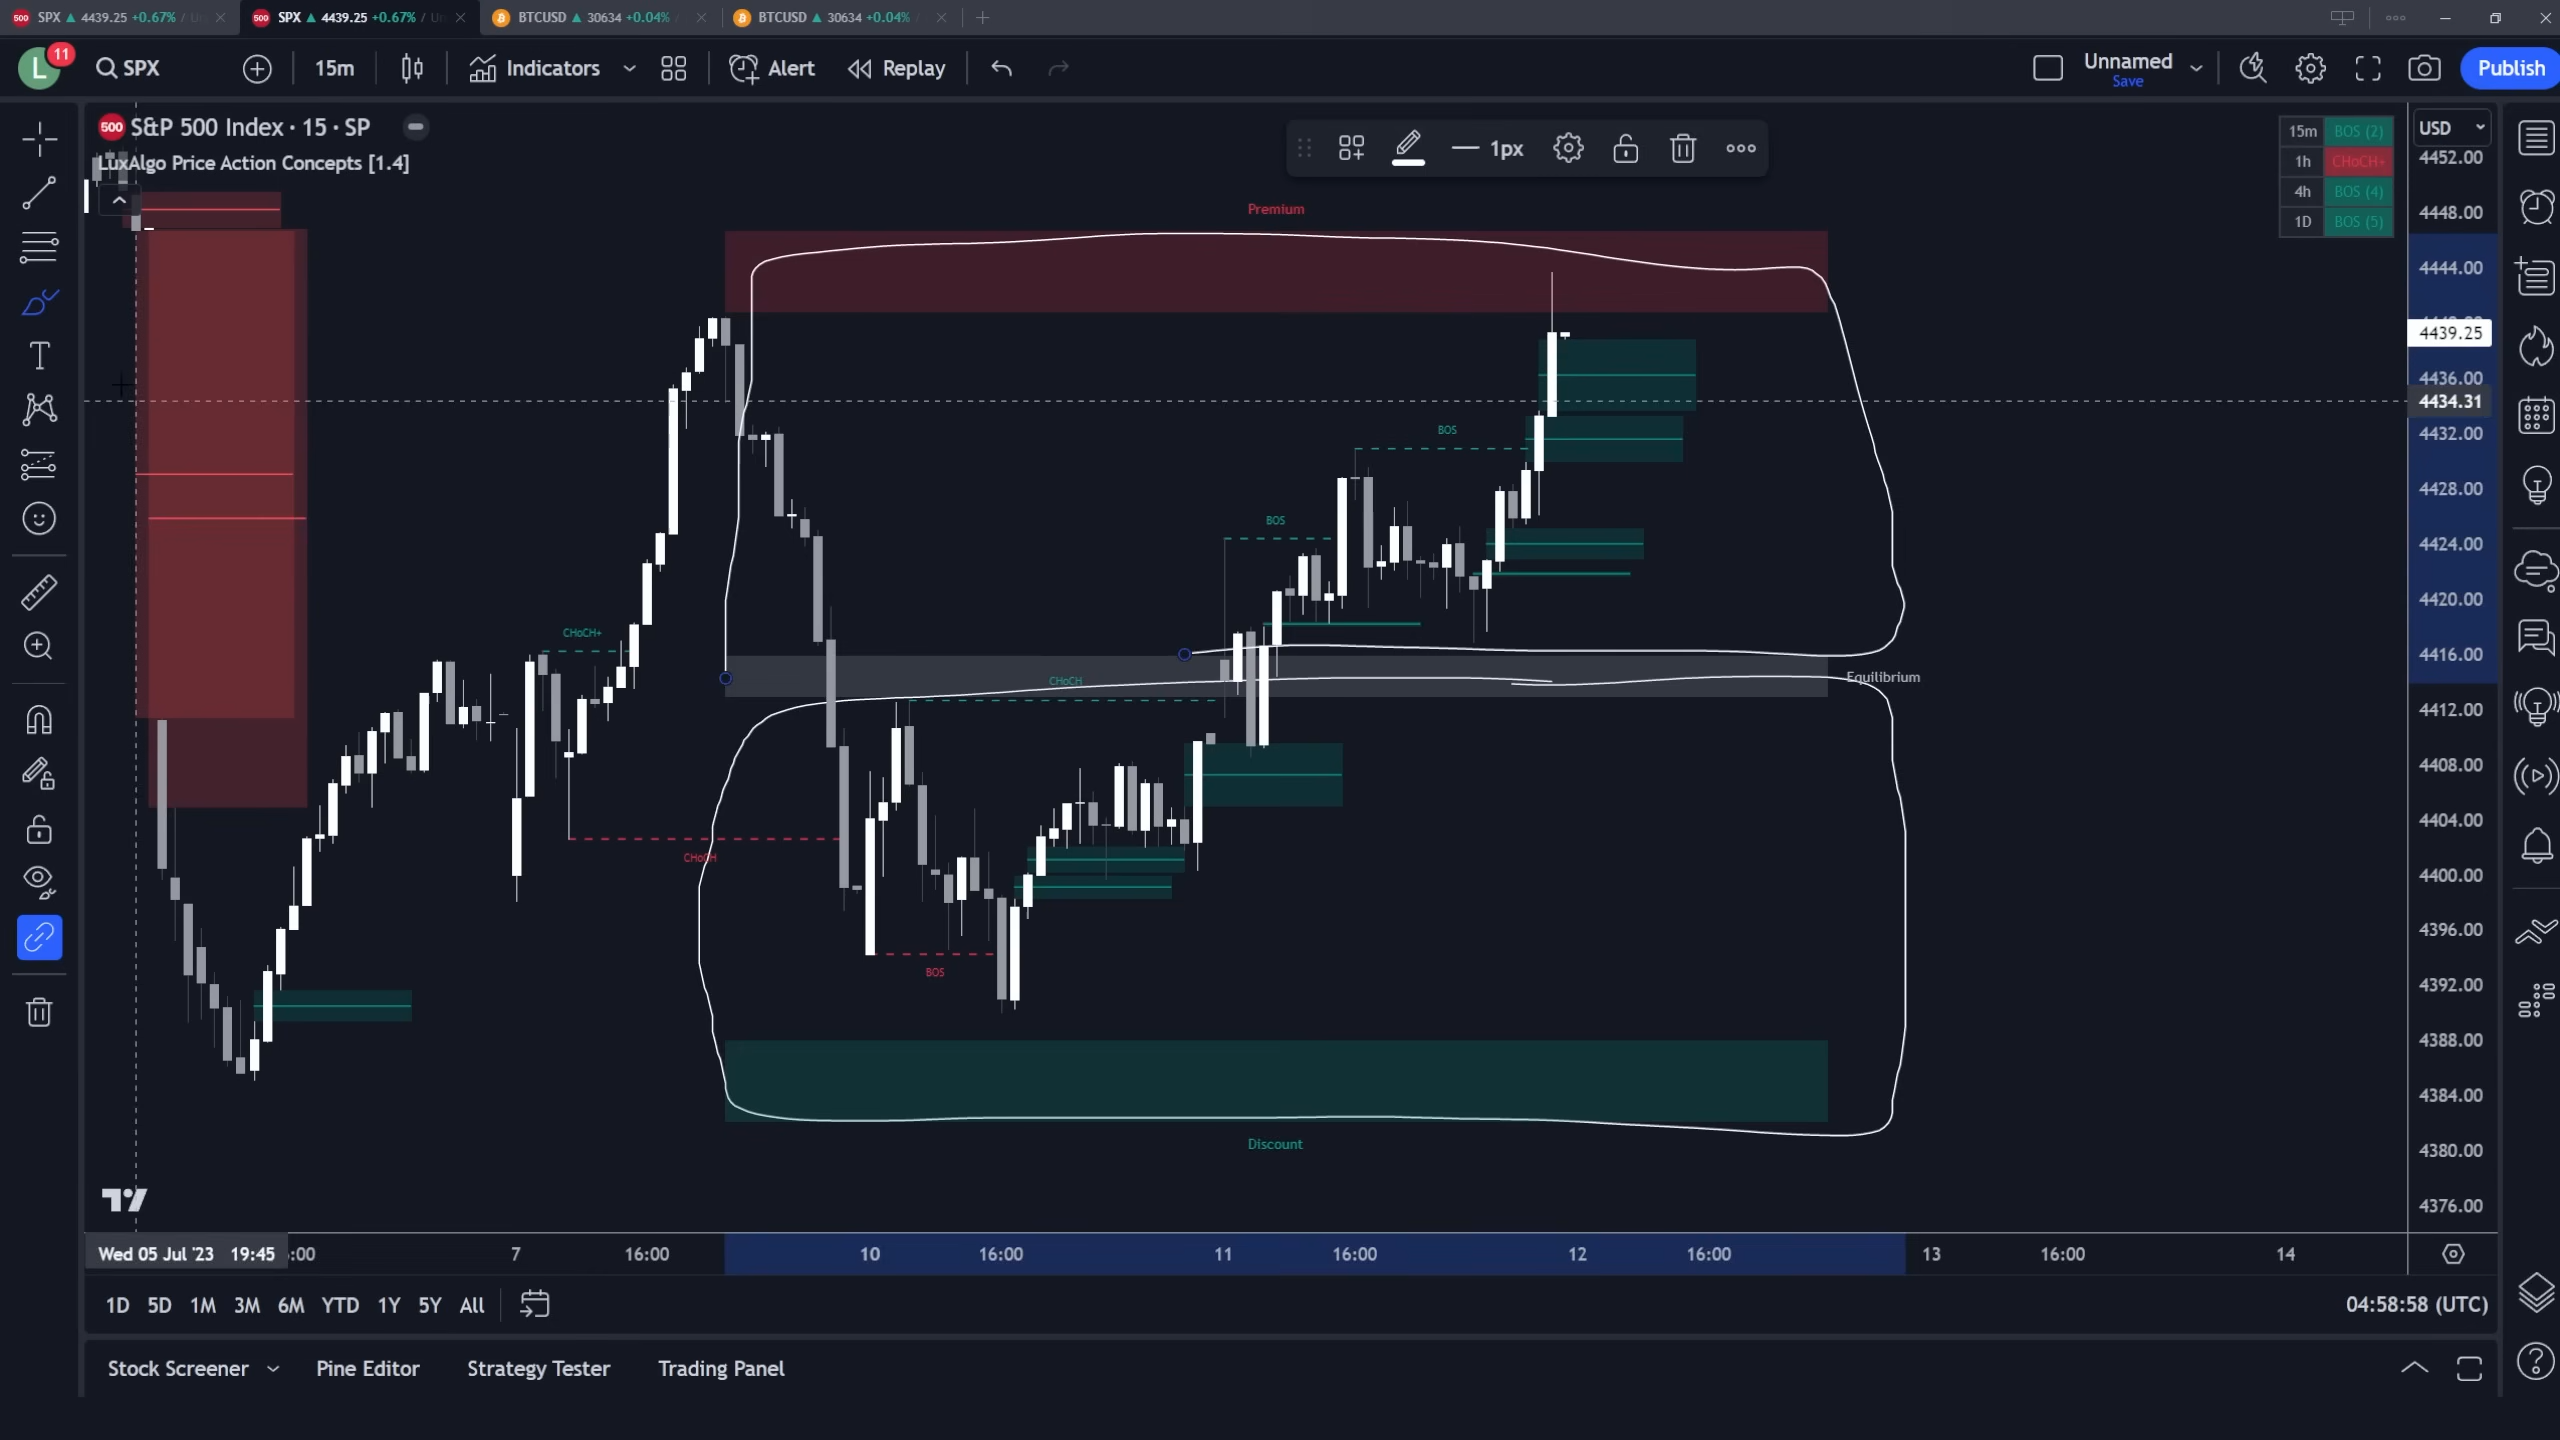 SPX ▲ 4439.25 +0.67% / U
SPX ▲ 4439.25 +0.67% / U
BTCUSD ▲ 30634 +0.04% /
BTCUSD ▲ 30634 +0.04% /
L
11
SPX
15m
Indicators
Alert
Replay
Unnamed
Save
Publish
500
S&P 500 Index · 15 · SP
LuxAlgo Price Action Concepts [1.4]
1px
15m BOS (2)
1h CHoCH+
4h BOS (4)
1D BOS (5)
USD
4452.00
4448.00
4444.00
4439.25
4436.00
4434.31
4432.00
4428.00
4424.00
4420.00
4416.00
4412.00
4408.00
4404.00
4400.00
4396.00
4392.00
4388.00
4384.00
4380.00
4376.00
Premium
BOS
BOS
CHoCH+
CHoCH
Equilibrium
CHoCH
BOS
Discount
Wed 05 Jul '23 19:45 :00 7 16:00 10 16:00 11 16:00 12 16:00 13 16:00 14
1D 5D 1M 3M 6M YTD 1Y 5Y All
04:58:58 (UTC)
Stock Screener Pine Editor Strategy Tester Trading Panel